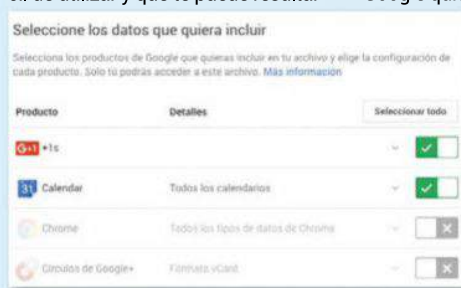 Seleccione los datos que quiera incluir
Selecciona los productos de Google que quieras incluir en tu archivo y elige la configuración de
cada producto. Solo tú podrás acceder a este archivo. Más información
Producto Detalles Seleccionar todo
G+1 +1s
31 Calendar Todos los calendarios
Chrome Todos los tipos de datos de Chrome
Círculos de Google+ Formato vCard